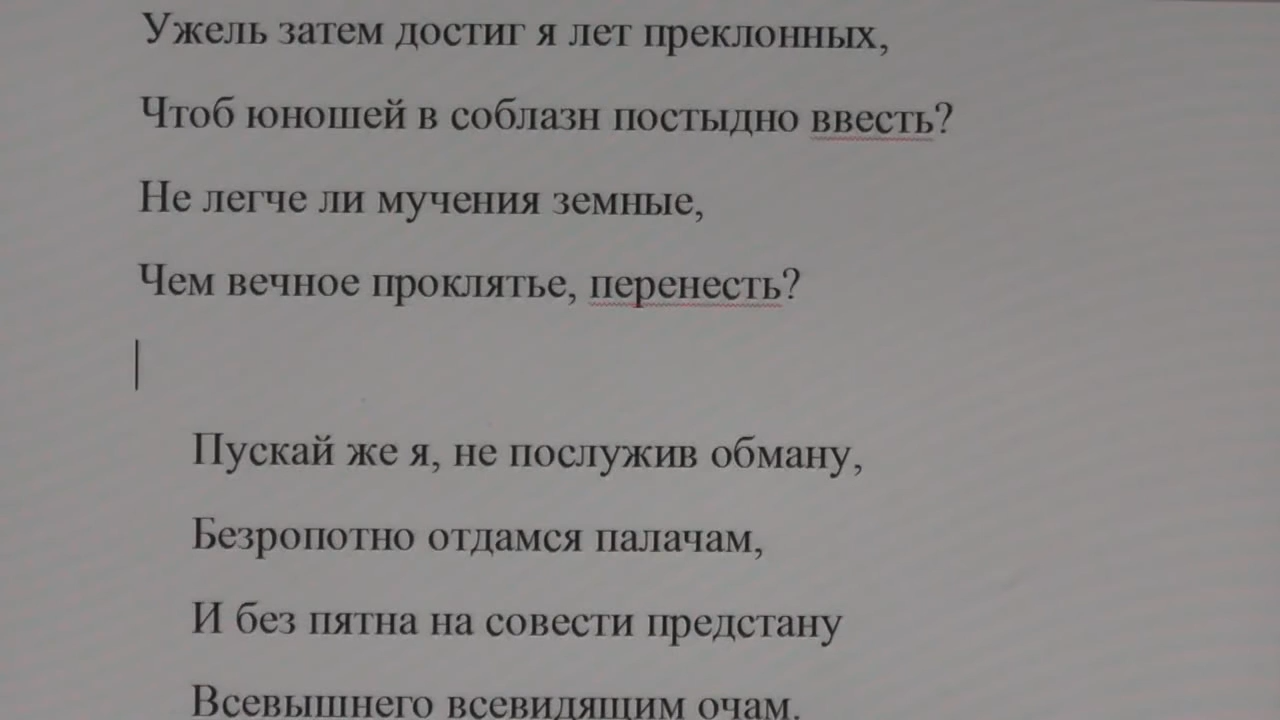 Ужель затем достиг я лет преклонных,
Чтоб юношей в соблазн постыдно ввесть?
Не легче ли мучения земные,
Чем вечное проклятье, перенесть?
Пускай же я, не послужив обману,
Безропотно отдамся палачам,
И без пятна на совести предстану
Всевышнего всевидящим очам.